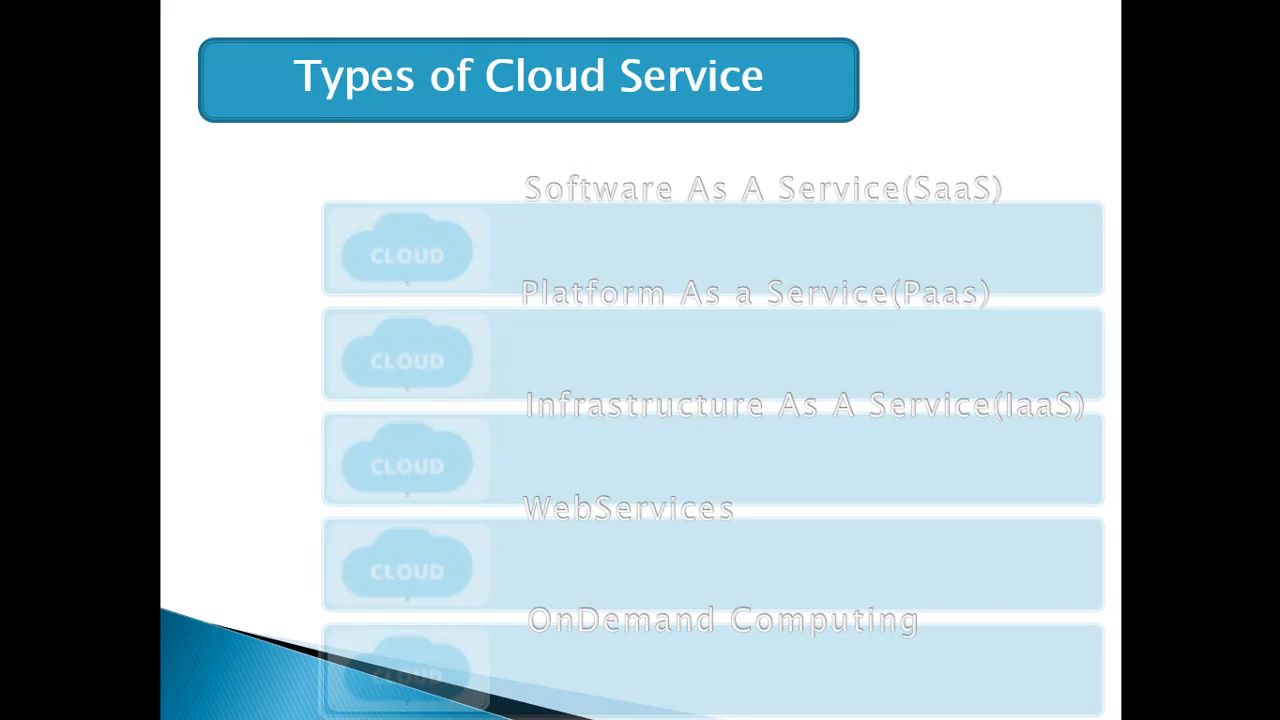 Types of Cloud Service
Software As A Service(SaaS)
CLOUD
Platform As a Service(Paas)
CLOUD
Infrastructure As A Service(IaaS)
CLOUD
WebServices
CLOUD
OnDemand Computing
CLOUD